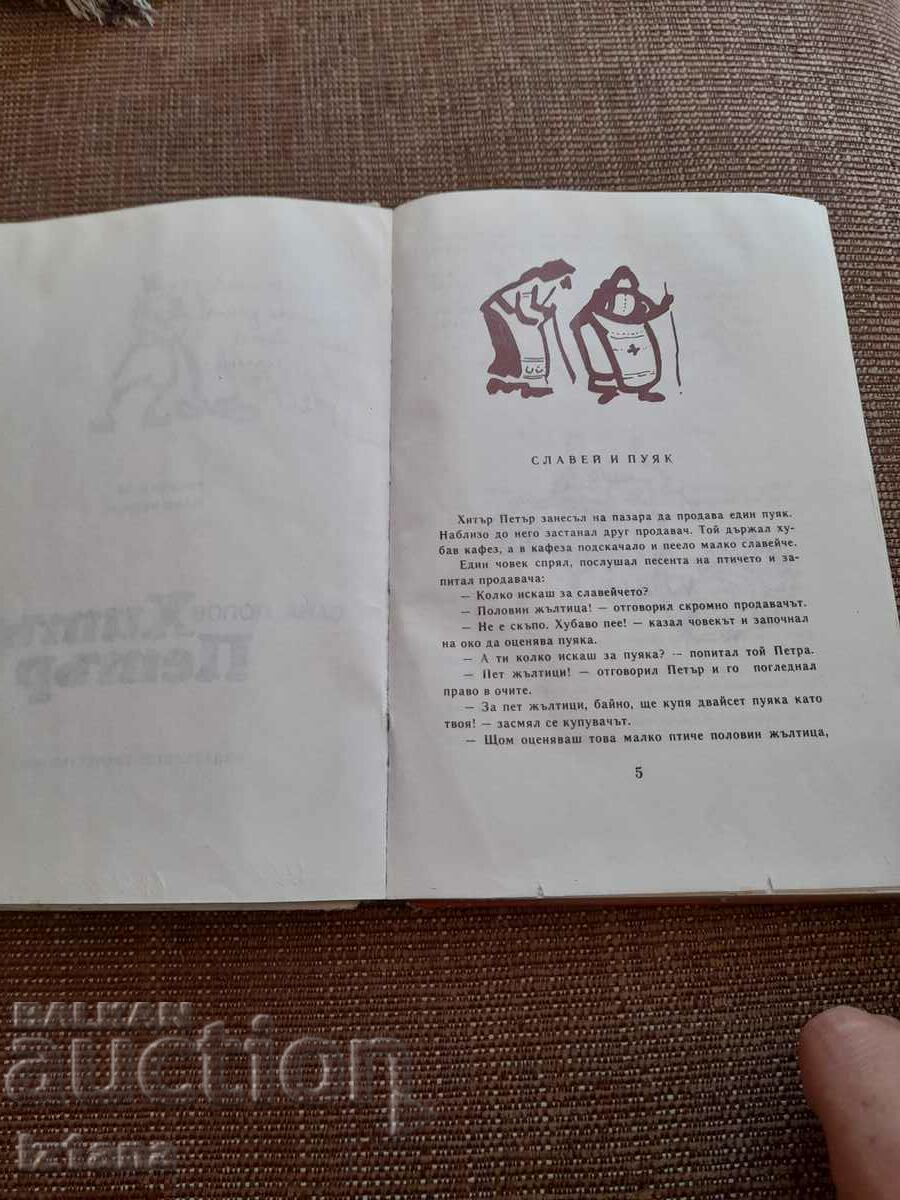 СЛАВЕЙ И ПУЯК
Хитър Петър занесъл на пазара да продава един пуяк.
Наблизо до него застанал друг продавач. Той държал ху-
бав кафез, а в кафеза подскачало и пеело малко славейче.
Един човек спрял, послушал песента на птичето и за-
питал продавача:
— Колко искаш за славейчето?
— Половин жълтица! — отговорил скромно продавачът.
— Не е скъпо. Хубаво пее! — казал човекът и започнал
на око да оценява пуяка.
— А ти колко искаш за пуяка? — попитал той Петра.
— Пет жълтици! — отговорил Петър и го погледнал
право в очите.
— За пет жълтици, байно, ще купя двайсет пуяка като
твоя! — засмял се купувачът.
— Щом оценяваш това малко птиче половин жълтица,
5
Хитър
Петър
BALKAN
auction
iztana